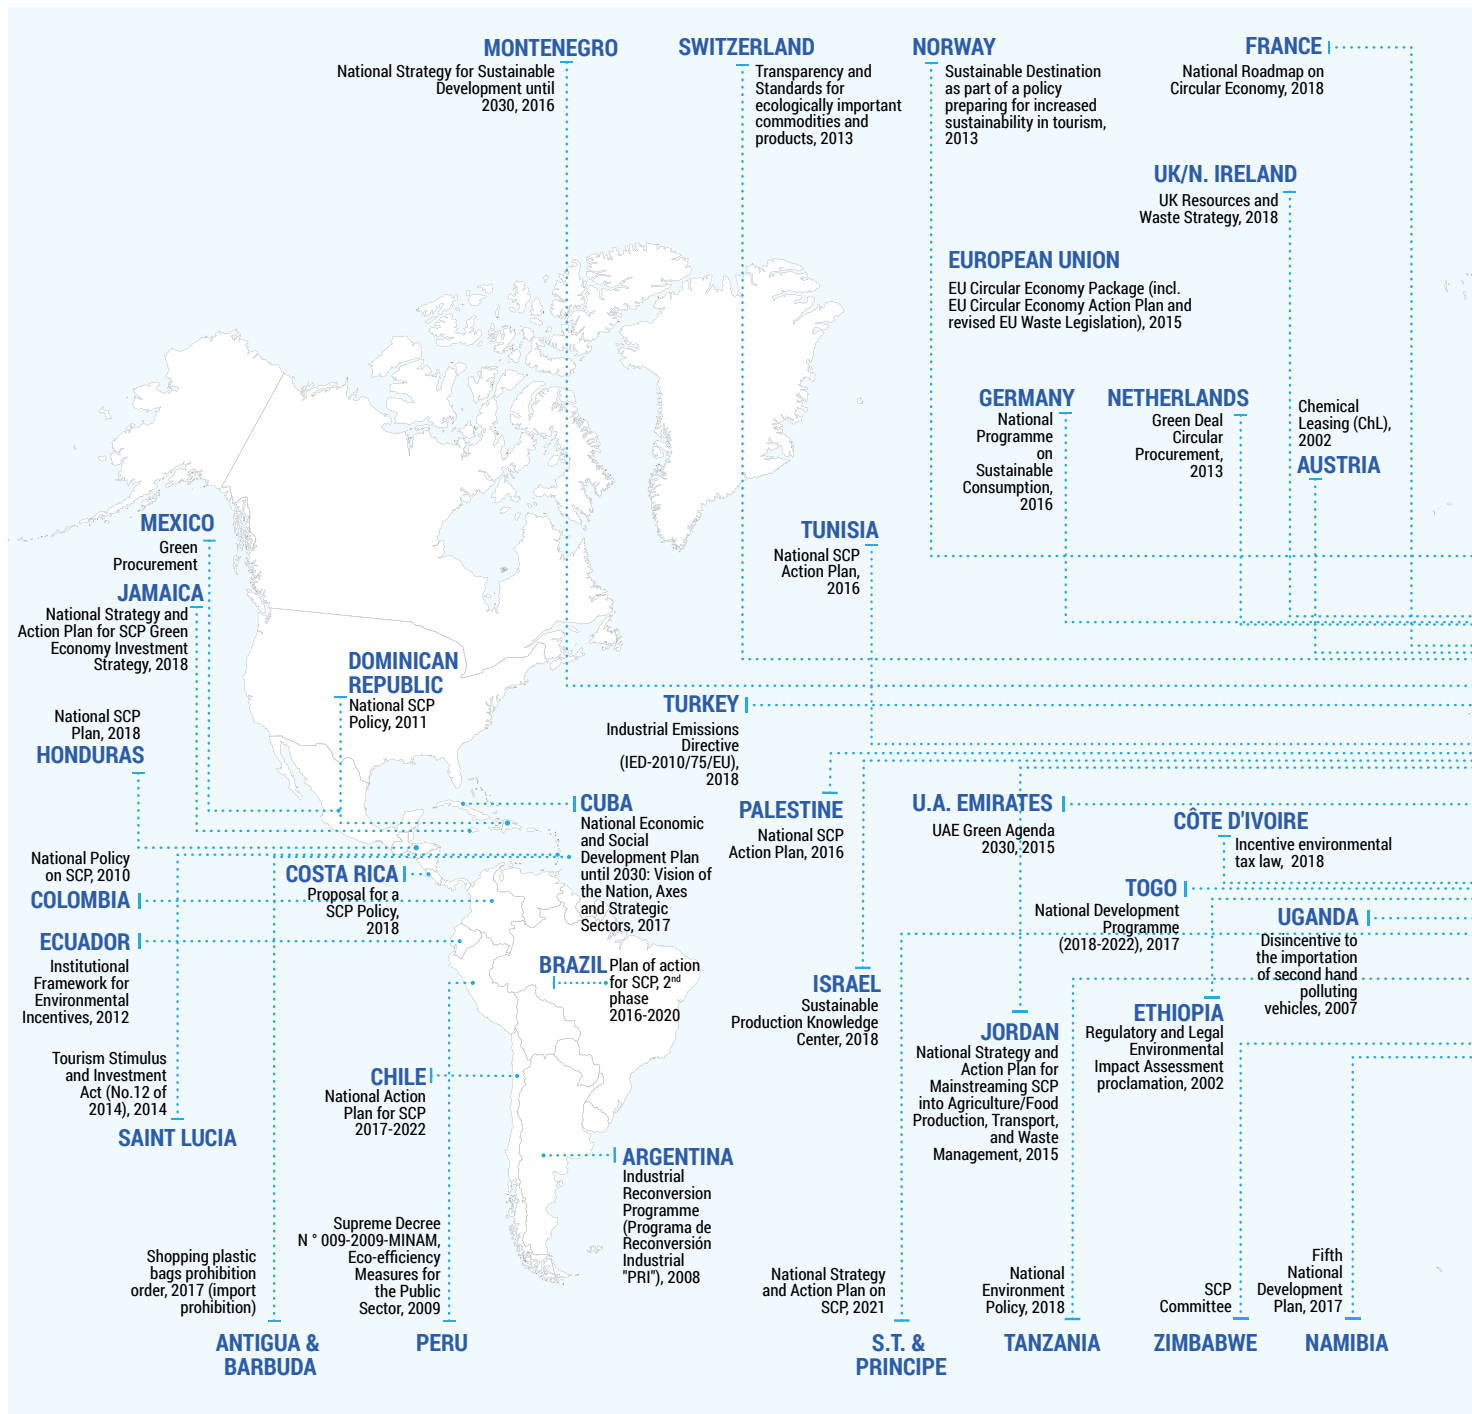 MONTENEGRO
National Strategy for Sustainable
Development until
2030, 2016
SWITZERLAND
Transparency and
Standards for
ecologically important
commodities and
products, 2013
NORWAY
Sustainable Destination
as part of a policy
preparing for increased
sustainability in tourism,
2013
FRANCE
National Roadmap on
Circular Economy, 2018
UK/N. IRELAND
UK Resources and
Waste Strategy, 2018
EUROPEAN UNION
EU Circular Economy Package (incl.
EU Circular Economy Action Plan and
revised EU Waste Legislation), 2015
GERMANY
National
Programme
on
Sustainable
Consumption,
2016
NETHERLANDS
Green Deal
Circular
Procurement,
2013
Chemical
Leasing (ChL),
2002
AUSTRIA
MEXICO
Green
Procurement
TUNISIA
National SCP
Action Plan,
2016
JAMAICA
National Strategy and
Action Plan for SCP Green
Economy Investment
Strategy, 2018
DOMINICAN
REPUBLIC
National SCP
Policy, 2011
National SCP
Plan, 2018
HONDURAS
TURKEY
Industrial Emissions
Directive
(IED-2010/75/EU),
2018
CUBA
National Economic
and Social
Development Plan
until 2030: Vision of
the Nation, Axes
and Strategic
Sectors, 2017
PALESTINE
National SCP
Action Plan, 2016
U.A. EMIRATES
UAE Green Agenda
2030, 2015
CÔTE D'IVOIRE
Incentive environmental
tax law, 2018
National Policy
on SCP, 2010
COLOMBIA
COSTA RICA
Proposal for a
SCP Policy,
2018
TOGO
National Development
Programme
(2018-2022), 2017
UGANDA
Disincentive to
the importation
of second hand
polluting
vehicles, 2007
ECUADOR
Institutional
Framework for
Environmental
Incentives, 2012
BRAZIL
Plan of action
for SCP, 2nd
phase
2016-2020
ISRAEL
Sustainable
Production Knowledge
Center, 2018
JORDAN
National Strategy and
Action Plan for
Mainstreaming SCP
into Agriculture/Food
Production, Transport,
and Waste
Management, 2015
ETHIOPIA
Regulatory and Legal
Environmental
Impact Assessment
proclamation, 2002
Tourism Stimulus
and Investment
Act (No.12 of
2014), 2014
SAINT LUCIA
CHILE
National Action
Plan for SCP
2017-2022
ARGENTINA
Industrial
Reconversion
Programme
(Programa de
Reconversión
Industrial
"PRI"), 2008
Shopping plastic
bags prohibition
order, 2017 (import
prohibition)
ANTIGUA &
BARBUDA
Supreme Decree
N ° 009-2009-MINAM,
Eco-efficiency
Measures for
the Public
Sector, 2009
PERU
National Strategy
and Action Plan on
SCP, 2021
S.T. &
PRINCIPE
National
Environment
Policy, 2018
TANZANIA
SCP
Committee
ZIMBABWE
Fifth
National
Development
Plan, 2017
NAMIBIA